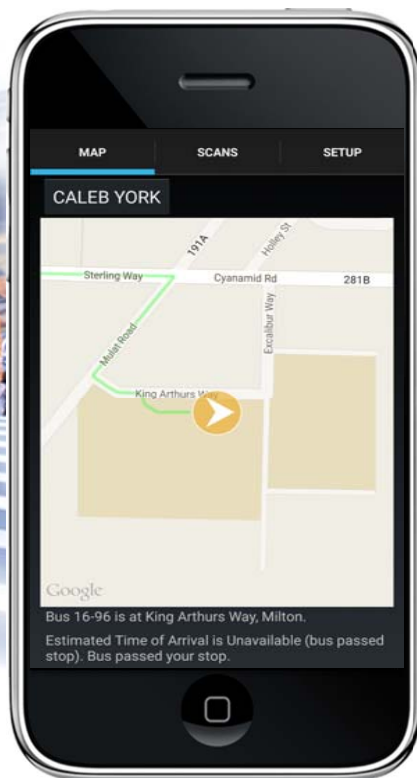 MAP SCANS SETUP
CALEB YORK
191A
Holley St
Sterling Way Cyanamid Rd 281B
Mulat Road
Excalibur Way
King Arthurs Way
Google
Bus 16-96 is at King Arthurs Way, Milton.
Estimated Time of Arrival is Unavailable (bus passed
stop). Bus passed your stop.